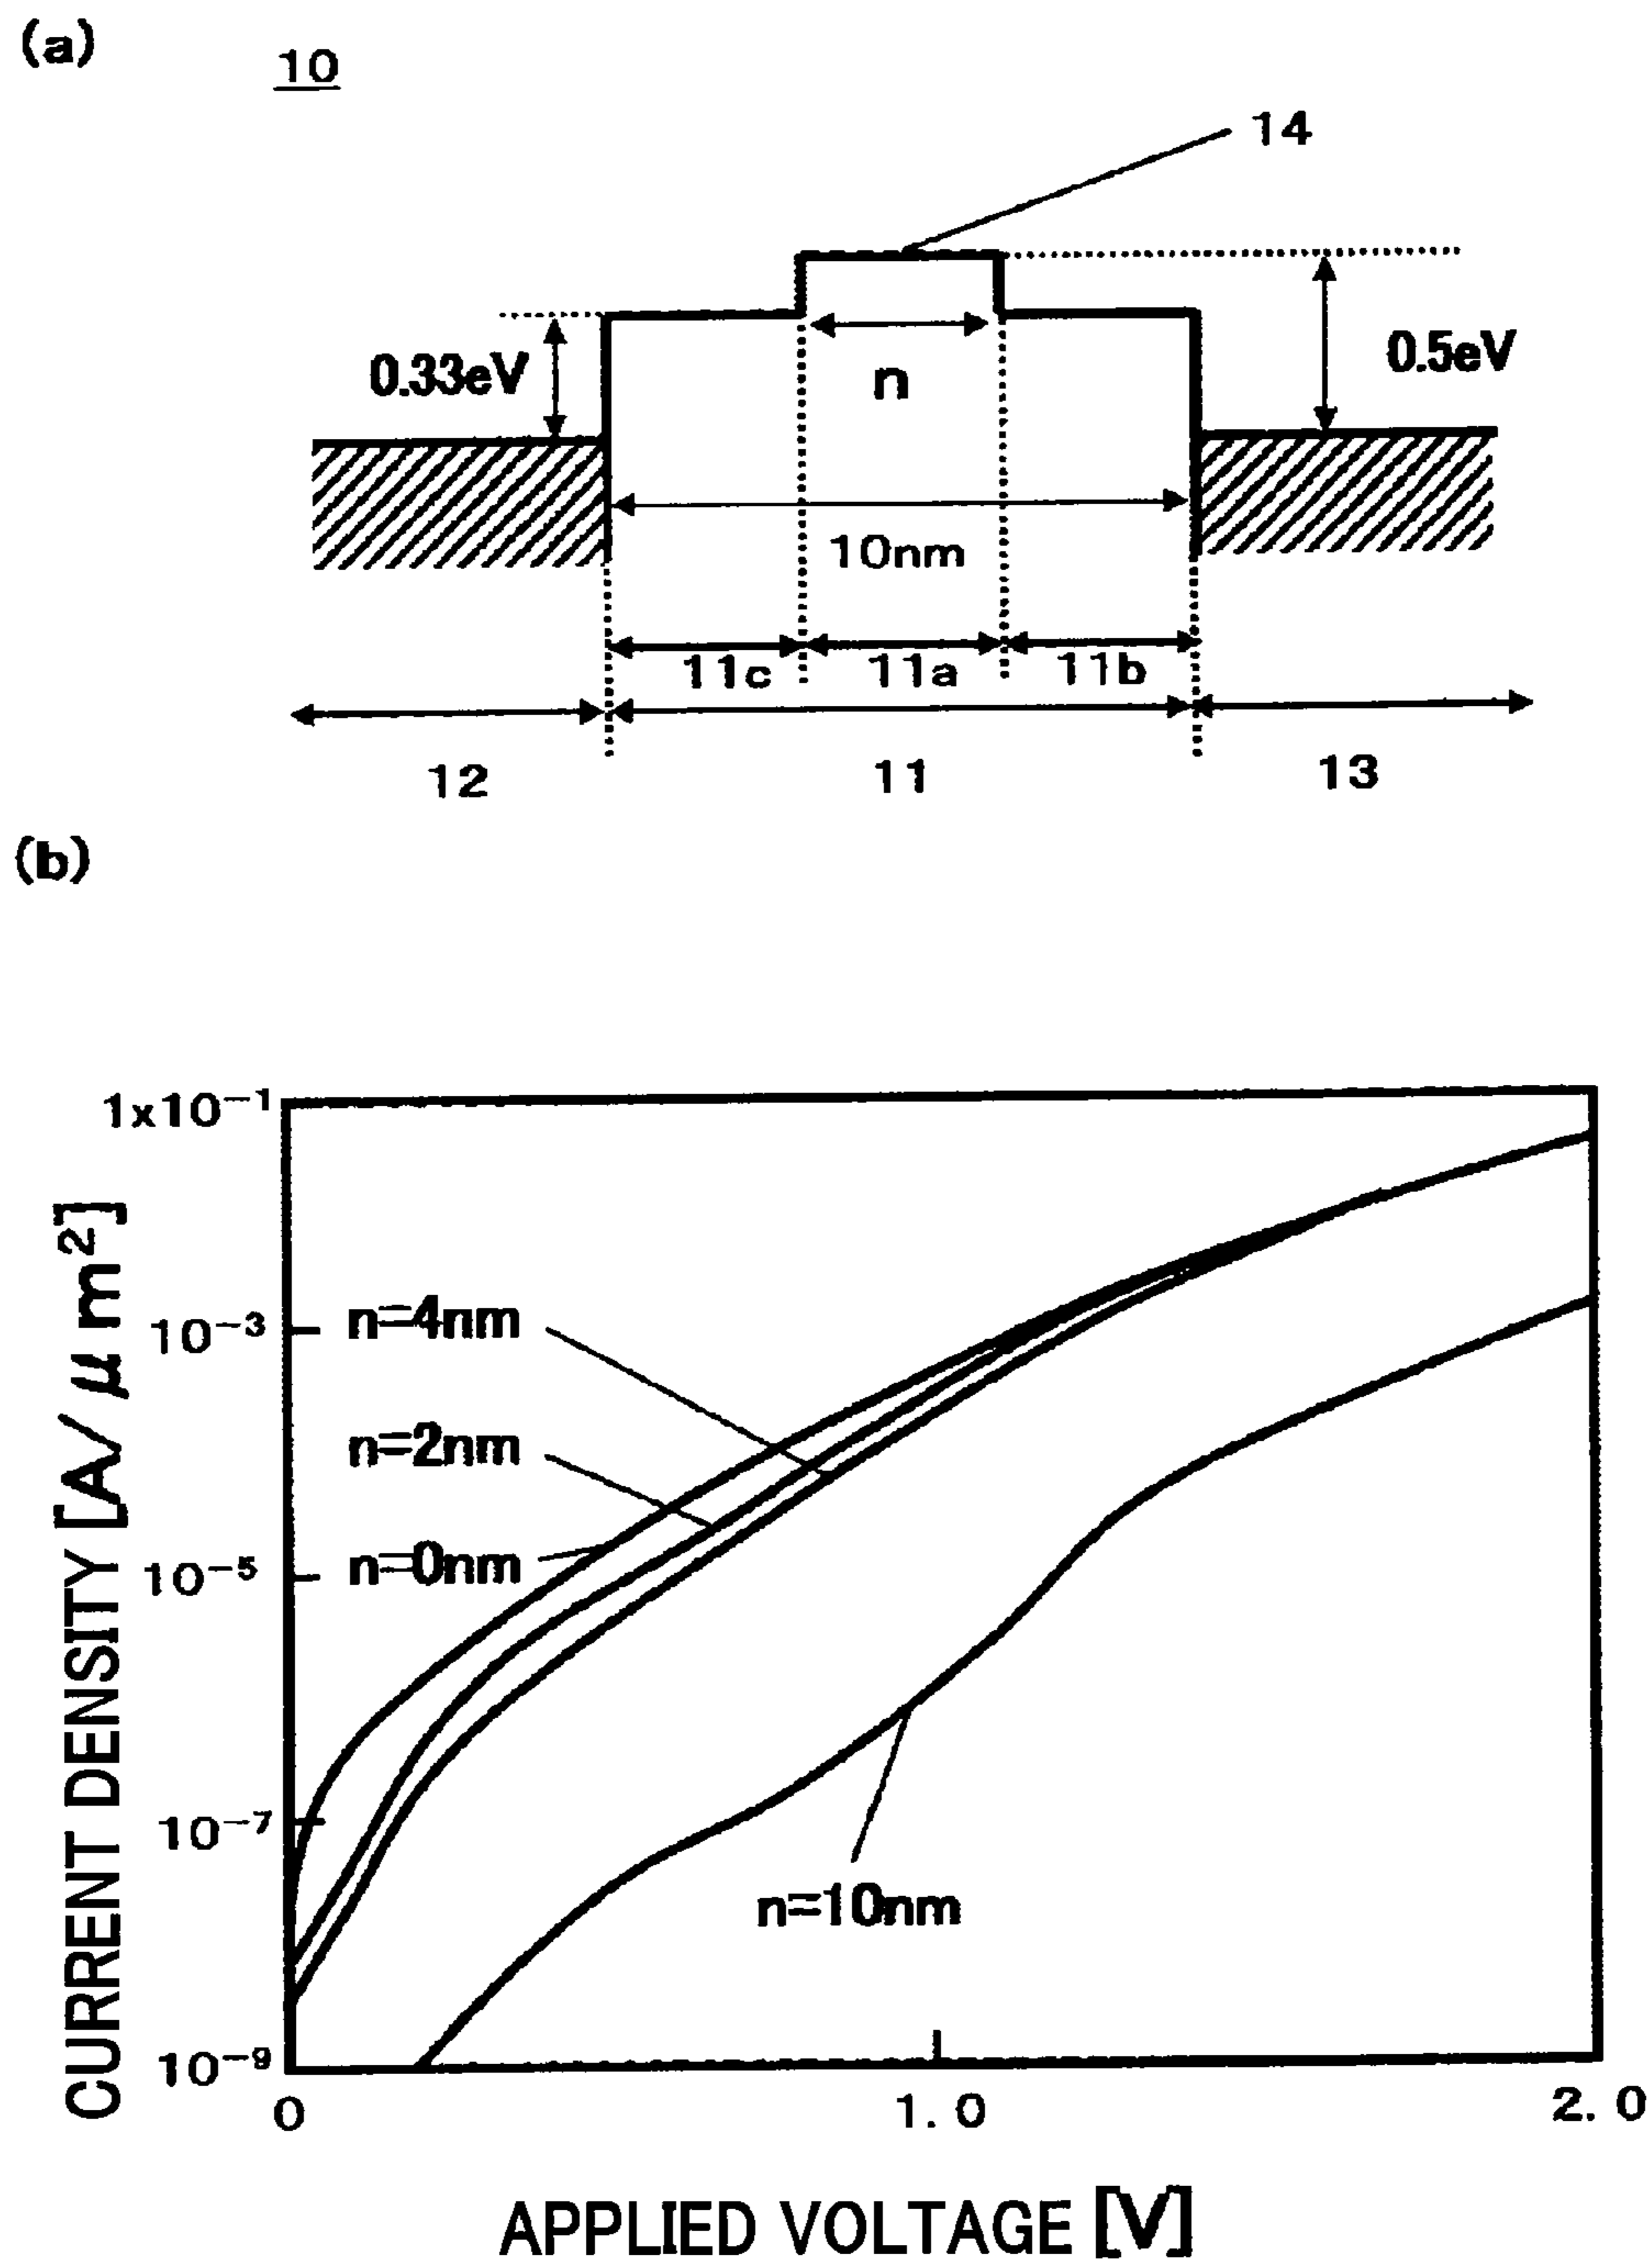 (a)
10
14
0.33eV
n
0.5eV
10nm
11c 11a 11b
12 11 13
(b)
1x10⁻¹
10⁻³
10⁻⁵
10⁻⁷
10⁻⁹
CURRENT DENSITY [A/μm²]
n=4nm
n=2nm
n=0nm
n=10nm
0 1.0 2.0
APPLIED VOLTAGE [V]